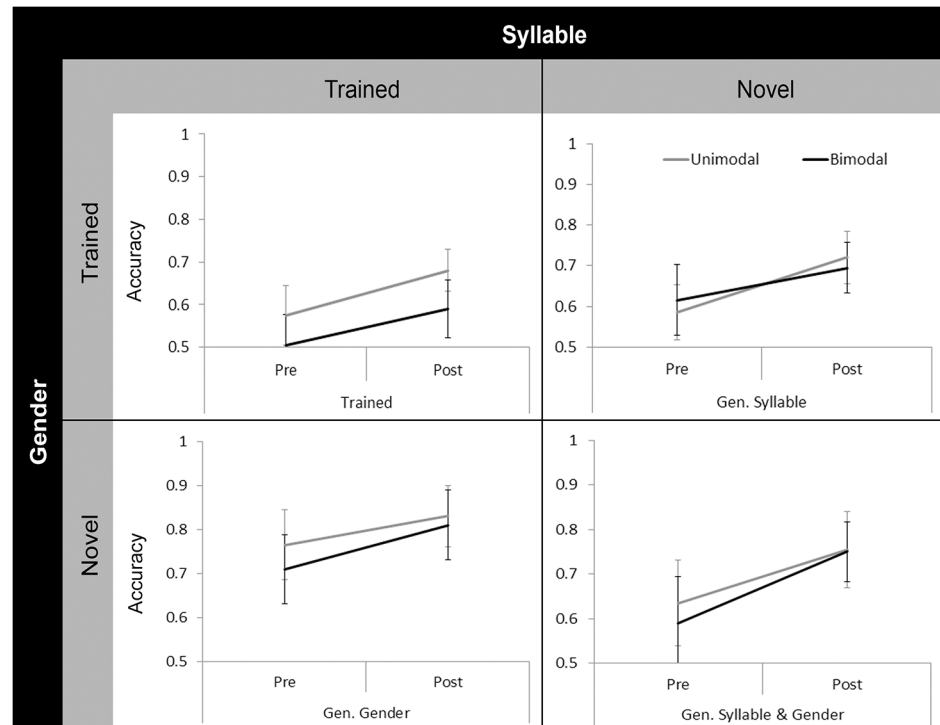 Syllable
Trained
Novel
Gender
Trained
Accuracy
1
0.9
0.8
0.7
0.6
0.5
Pre
Post
Trained
Unimodal
Bimodal
1
0.9
0.8
0.7
0.6
0.5
Pre
Post
Gen. Syllable
Novel
Accuracy
1
0.9
0.8
0.7
0.6
0.5
Pre
Post
Gen. Gender
1
0.9
0.8
0.7
0.6
0.5
Pre
Post
Gen. Syllable & Gender